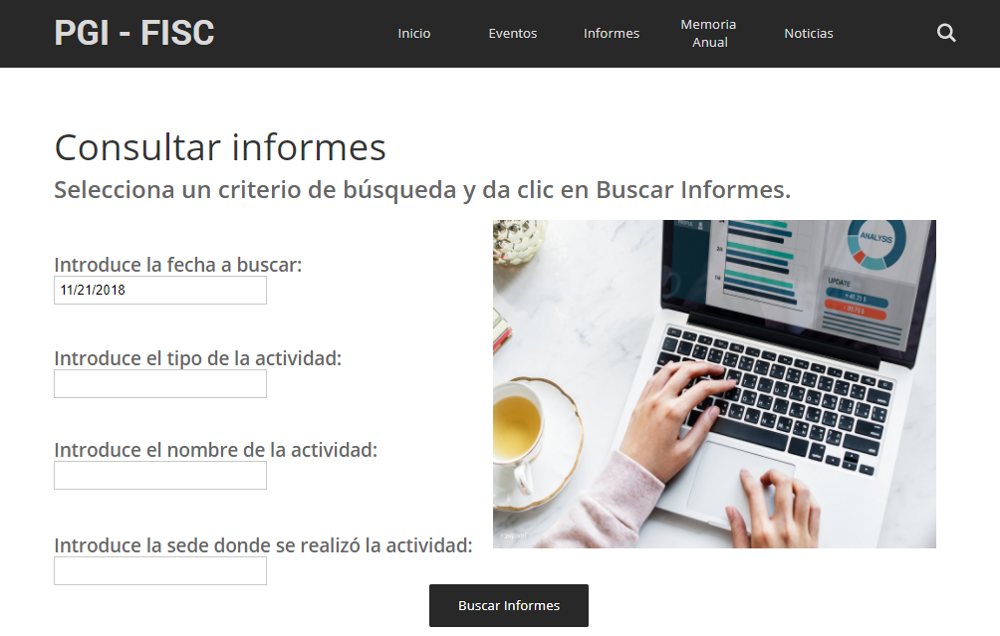 PGI - FISC
Inicio
Eventos
Informes
Memoria
Anual
Noticias
Consultar informes
Selecciona un criterio de búsqueda y da clic en Buscar Informes.
Introduce la fecha a buscar:
11/21/2018
Introduce el tipo de la actividad:
Introduce el nombre de la actividad:
Introduce la sede donde se realizó la actividad:
ANALYSIS
UPDATE
Buscar Informes